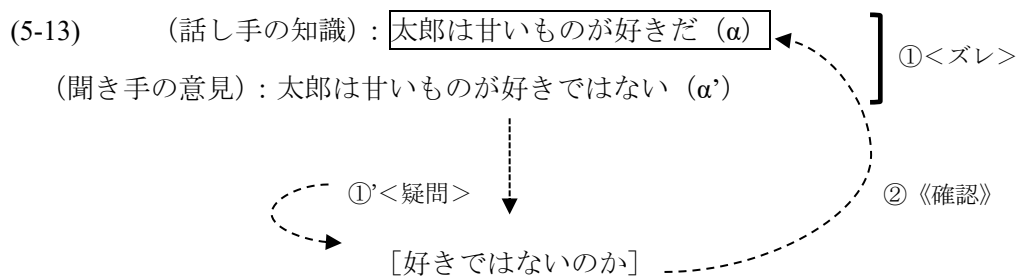 (5-13) （話し手の知識）: 太郎は甘いものが好きだ（α）
①＜ズレ＞
（聞き手の意見）: 太郎は甘いものが好きではない（α’）
①’＜疑問＞
②《確認》
［好きではないのか］